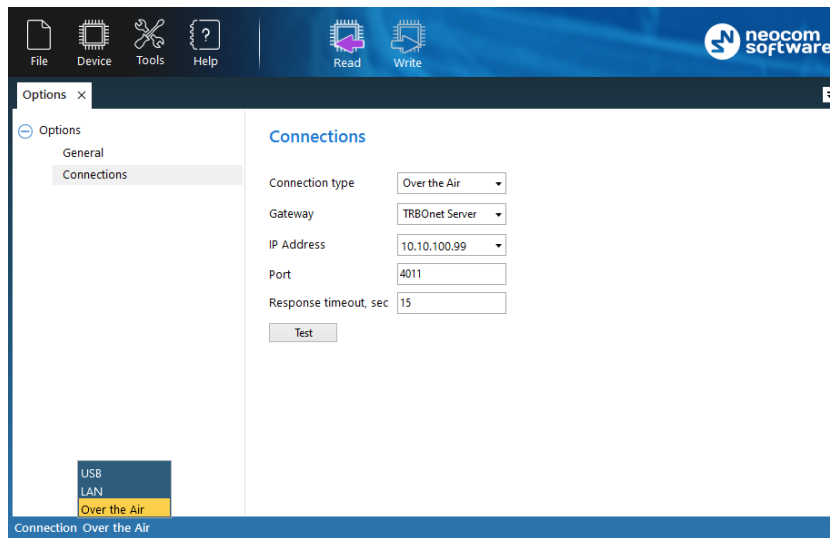 File Device Tools Help Read Write
neocom
software
Options ×
Options
General
Connections
Connections
Connection type Over the Air
Gateway TRBOnet Server
IP Address 10.10.100.99
Port 4011
Response timeout, sec 15
Test
USB
LAN
Over the Air
Connection Over the Air